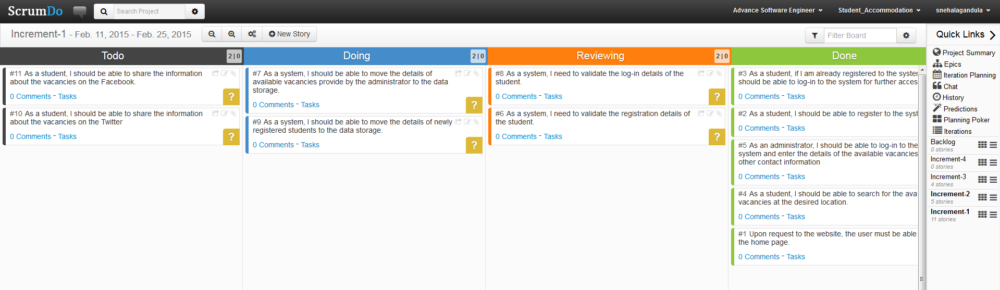 ScrumDo
Search Project
Advance Software Engineer
Student_Accommodation
snehalagandula
Increment-1 - Feb. 11, 2015 - Feb. 25, 2015
New Story
Filter Board
Todo
2 | 0
#11 As a student, I should be able to share the information
about the vacancies on the Facebook.
0 Comments - Tasks
?
#10 As a student, I should be able to share the information
about the vacancies on the Twitter
0 Comments - Tasks
?
Doing
2 | 0
#7 As a system, I should be able to move the details of
available vacancies provide by the administrator to the data
storage.
0 Comments - Tasks
?
#9 As a system, I should be able to move the details of newly
registered students to the data storage.
0 Comments - Tasks
?
Reviewing
2 | 0
#8 As a system, I need to validate the log-in details of the
student.
0 Comments - Tasks
?
#6 As a system, I need to validate the registration details of
the student.
0 Comments - Tasks
?
Done
#3 As a student, if I am already registered to the system
should be able to log-in to the system for further acces
0 Comments - Tasks
#2 As a student, I should be able to register to the syst
0 Comments - Tasks
#5 As an administrator, I should be able to log-in to the
system and enter the details of the available vacancies
other contact information
0 Comments - Tasks
#4 As a student, I should be able to search for the ava
vacancies at the desired location.
0 Comments - Tasks
#1 Upon request to the website, the user must be able
the home page.
0 Comments - Tasks
Quick Links
Project Summary
Epics
Iteration Planning
Chat
History
Predictions
Planning Poker
Iterations
Backlog
0 stories
Increment-4
0 stories
Increment-3
4 stories
Increment-2
5 stories
Increment-1
11 stories